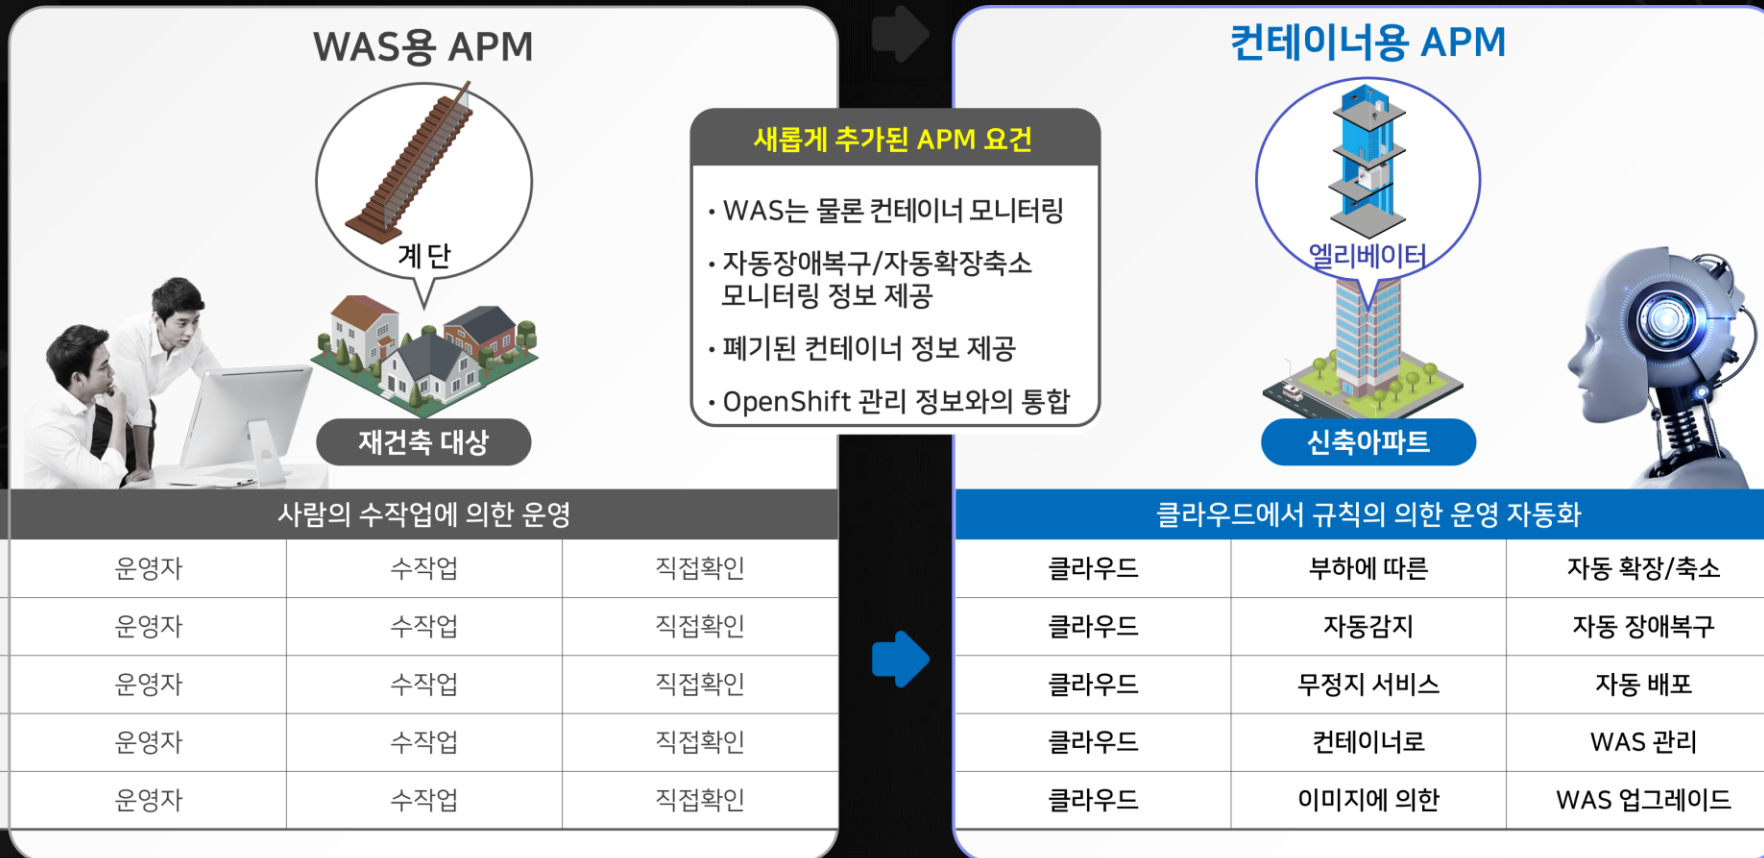 WAS용 APM
계단
재건축 대상
새롭게 추가된 APM 요건
• WAS는 물론 컨테이너 모니터링
• 자동장애복구/자동확장축소
모니터링 정보 제공
• 폐기된 컨테이너 정보 제공
• OpenShift 관리 정보와의 통합
컨테이너용 APM
엘리베이터
신축아파트
사람의 수작업에 의한 운영
운영자 수작업 직접확인
운영자 수작업 직접확인
운영자 수작업 직접확인
운영자 수작업 직접확인
운영자 수작업 직접확인
클라우드에서 규칙의 의한 운영 자동화
클라우드 부하에 따른 자동 확장/축소
클라우드 자동감지 자동 장애복구
클라우드 무정지 서비스 자동 배포
클라우드 컨테이너로 WAS 관리
클라우드 이미지에 의한 WAS 업그레이드